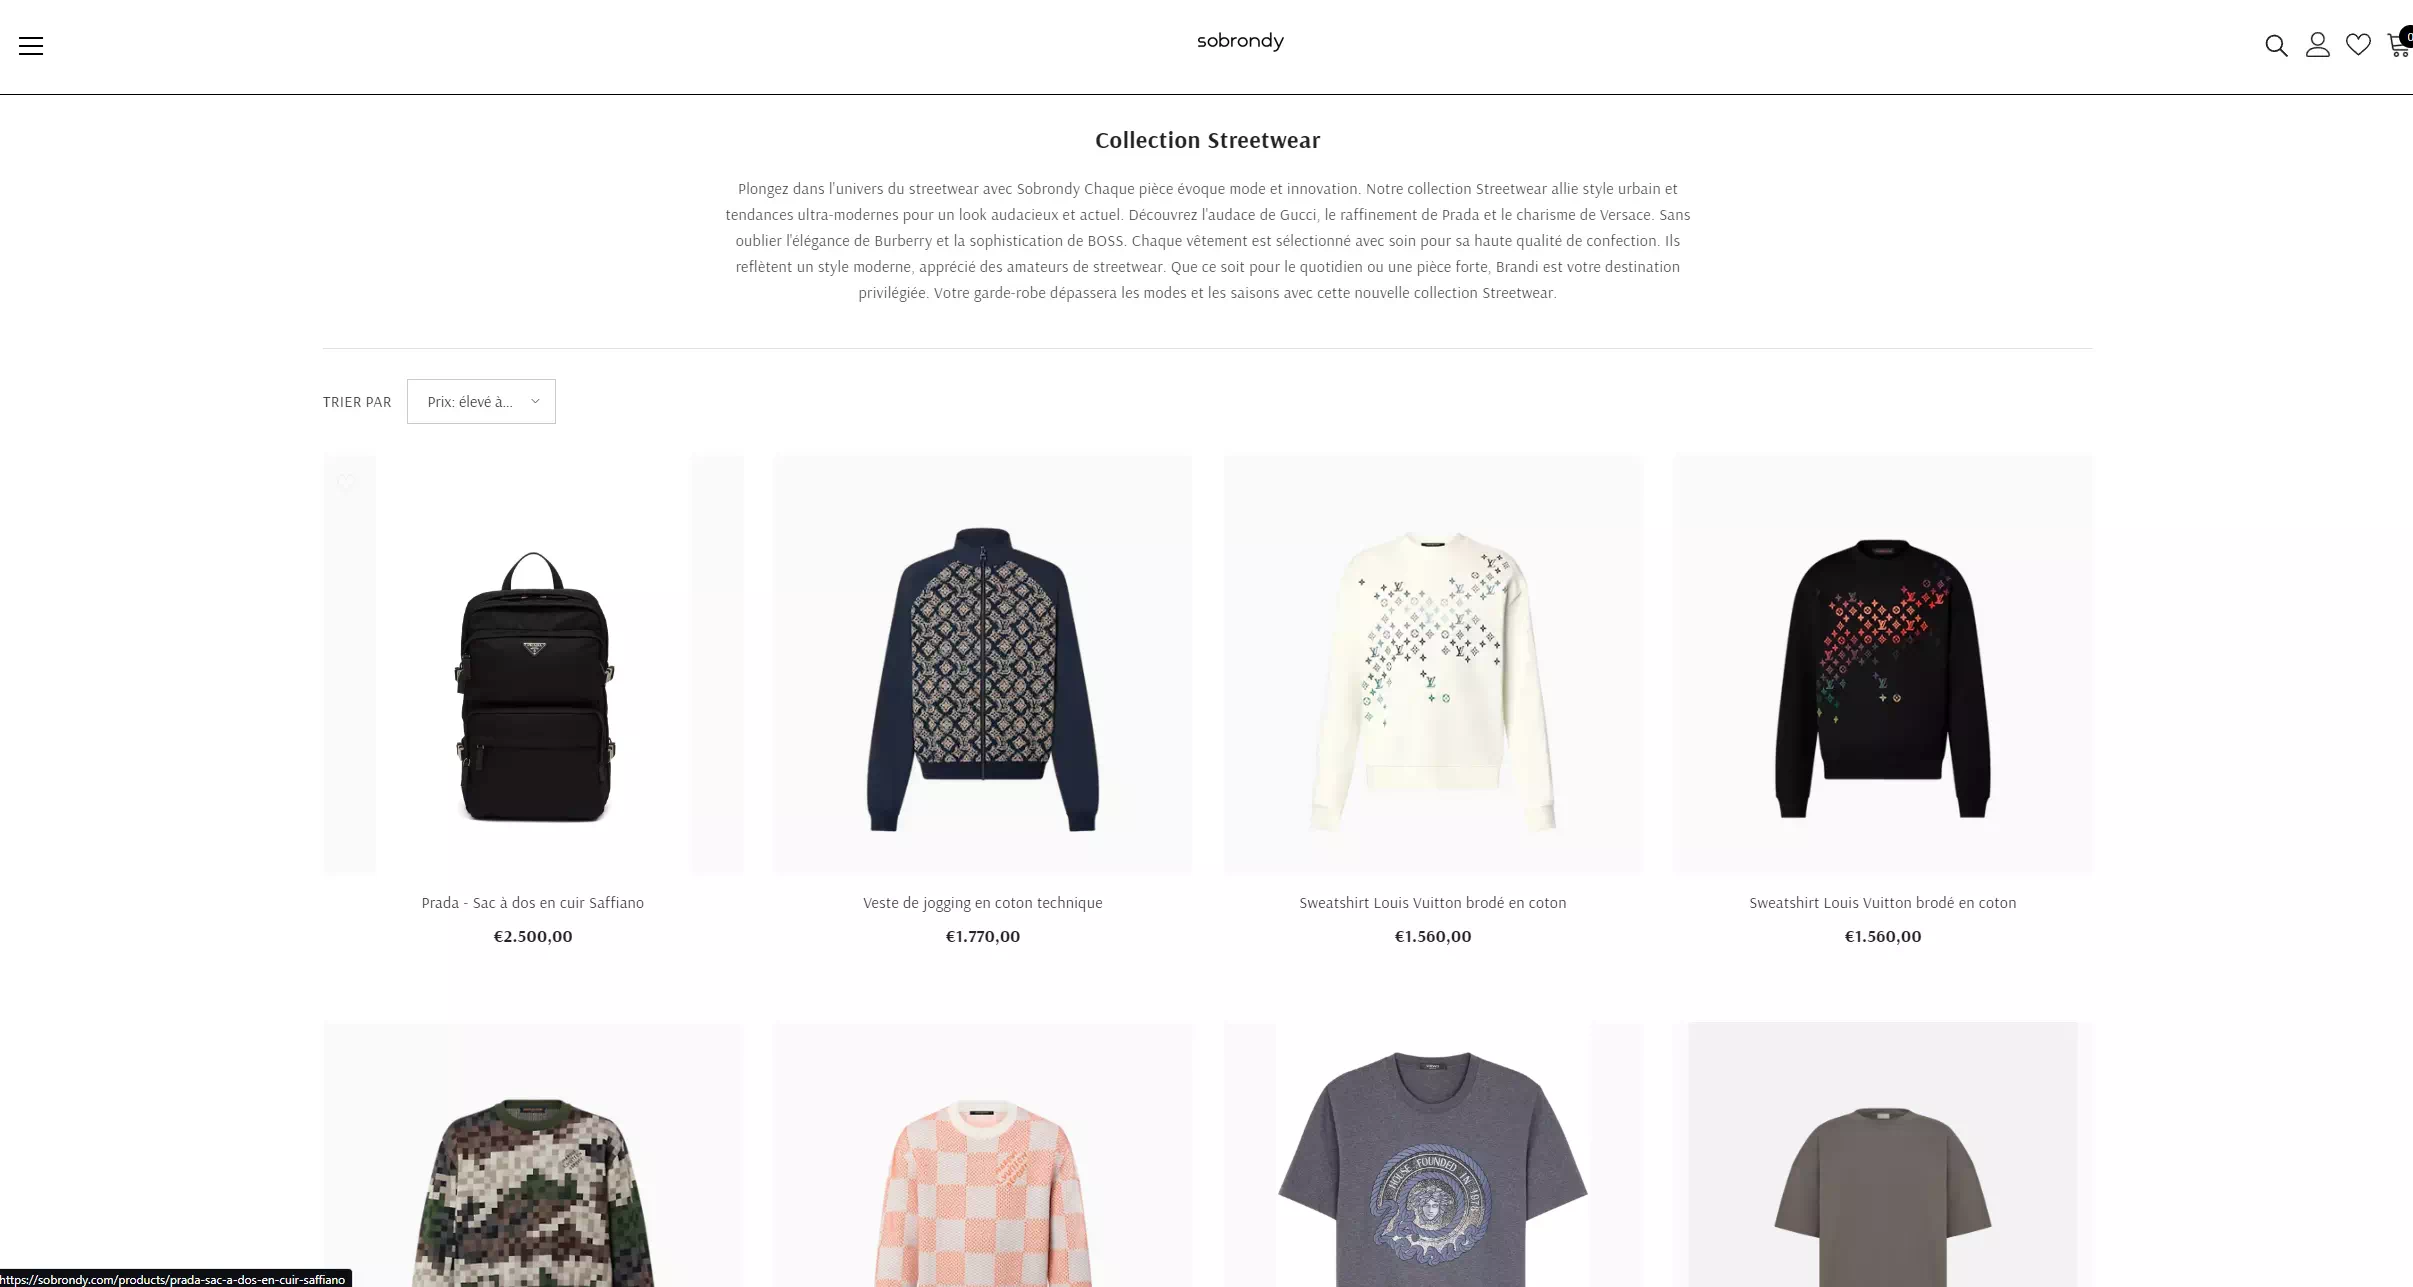 sobrondy
0
Collection Streetwear
Plongez dans l'univers du streetwear avec Sobrondy Chaque pièce évoque mode et innovation. Notre collection Streetwear allie style urbain et
tendances ultra-modernes pour un look audacieux et actuel. Découvrez l'audace de Gucci, le raffinement de Prada et le charisme de Versace. Sans
oublier l'élégance de Burberry et la sophistication de BOSS. Chaque vêtement est sélectionné avec soin pour sa haute qualité de confection. Ils
reflètent un style moderne, apprécié des amateurs de streetwear. Que ce soit pour le quotidien ou une pièce forte, Brandi est votre destination
privilégiée. Votre garde-robe dépassera les modes et les saisons avec cette nouvelle collection Streetwear.
TRIER PAR
Prix: élevé à...
Prada - Sac à dos en cuir Saffiano
Veste de jogging en coton technique
Sweatshirt Louis Vuitton brodé en coton
Sweatshirt Louis Vuitton brodé en coton
€2.500,00
€1.770,00
€1.560,00
€1.560,00
HOUSE FOUNDED IN 1978
https://sobrondy.com/products/prada-sac-a-dos-en-cuir-saffiano